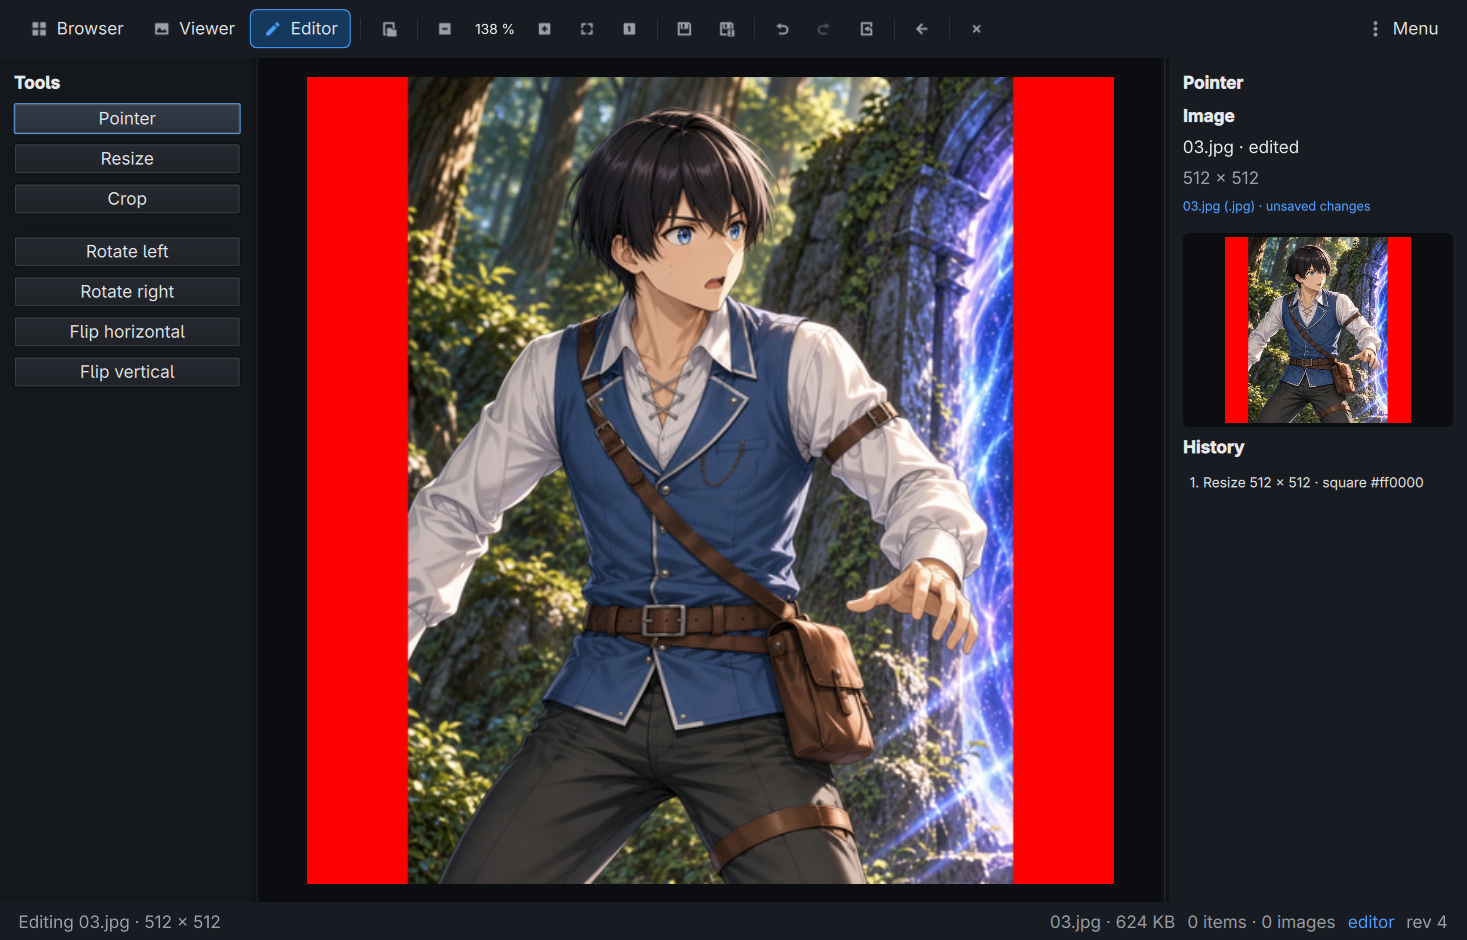 Browser Viewer Editor 138 % Menu
Tools
Pointer
Resize
Crop
Rotate left
Rotate right
Flip horizontal
Flip vertical
Pointer
Image
03.jpg · edited
512 × 512
03.jpg (.jpg) · unsaved changes
History
1. Resize 512 × 512 · square #ff0000
Editing 03.jpg · 512 × 512
03.jpg · 624 KB 0 items · 0 images editor rev 4